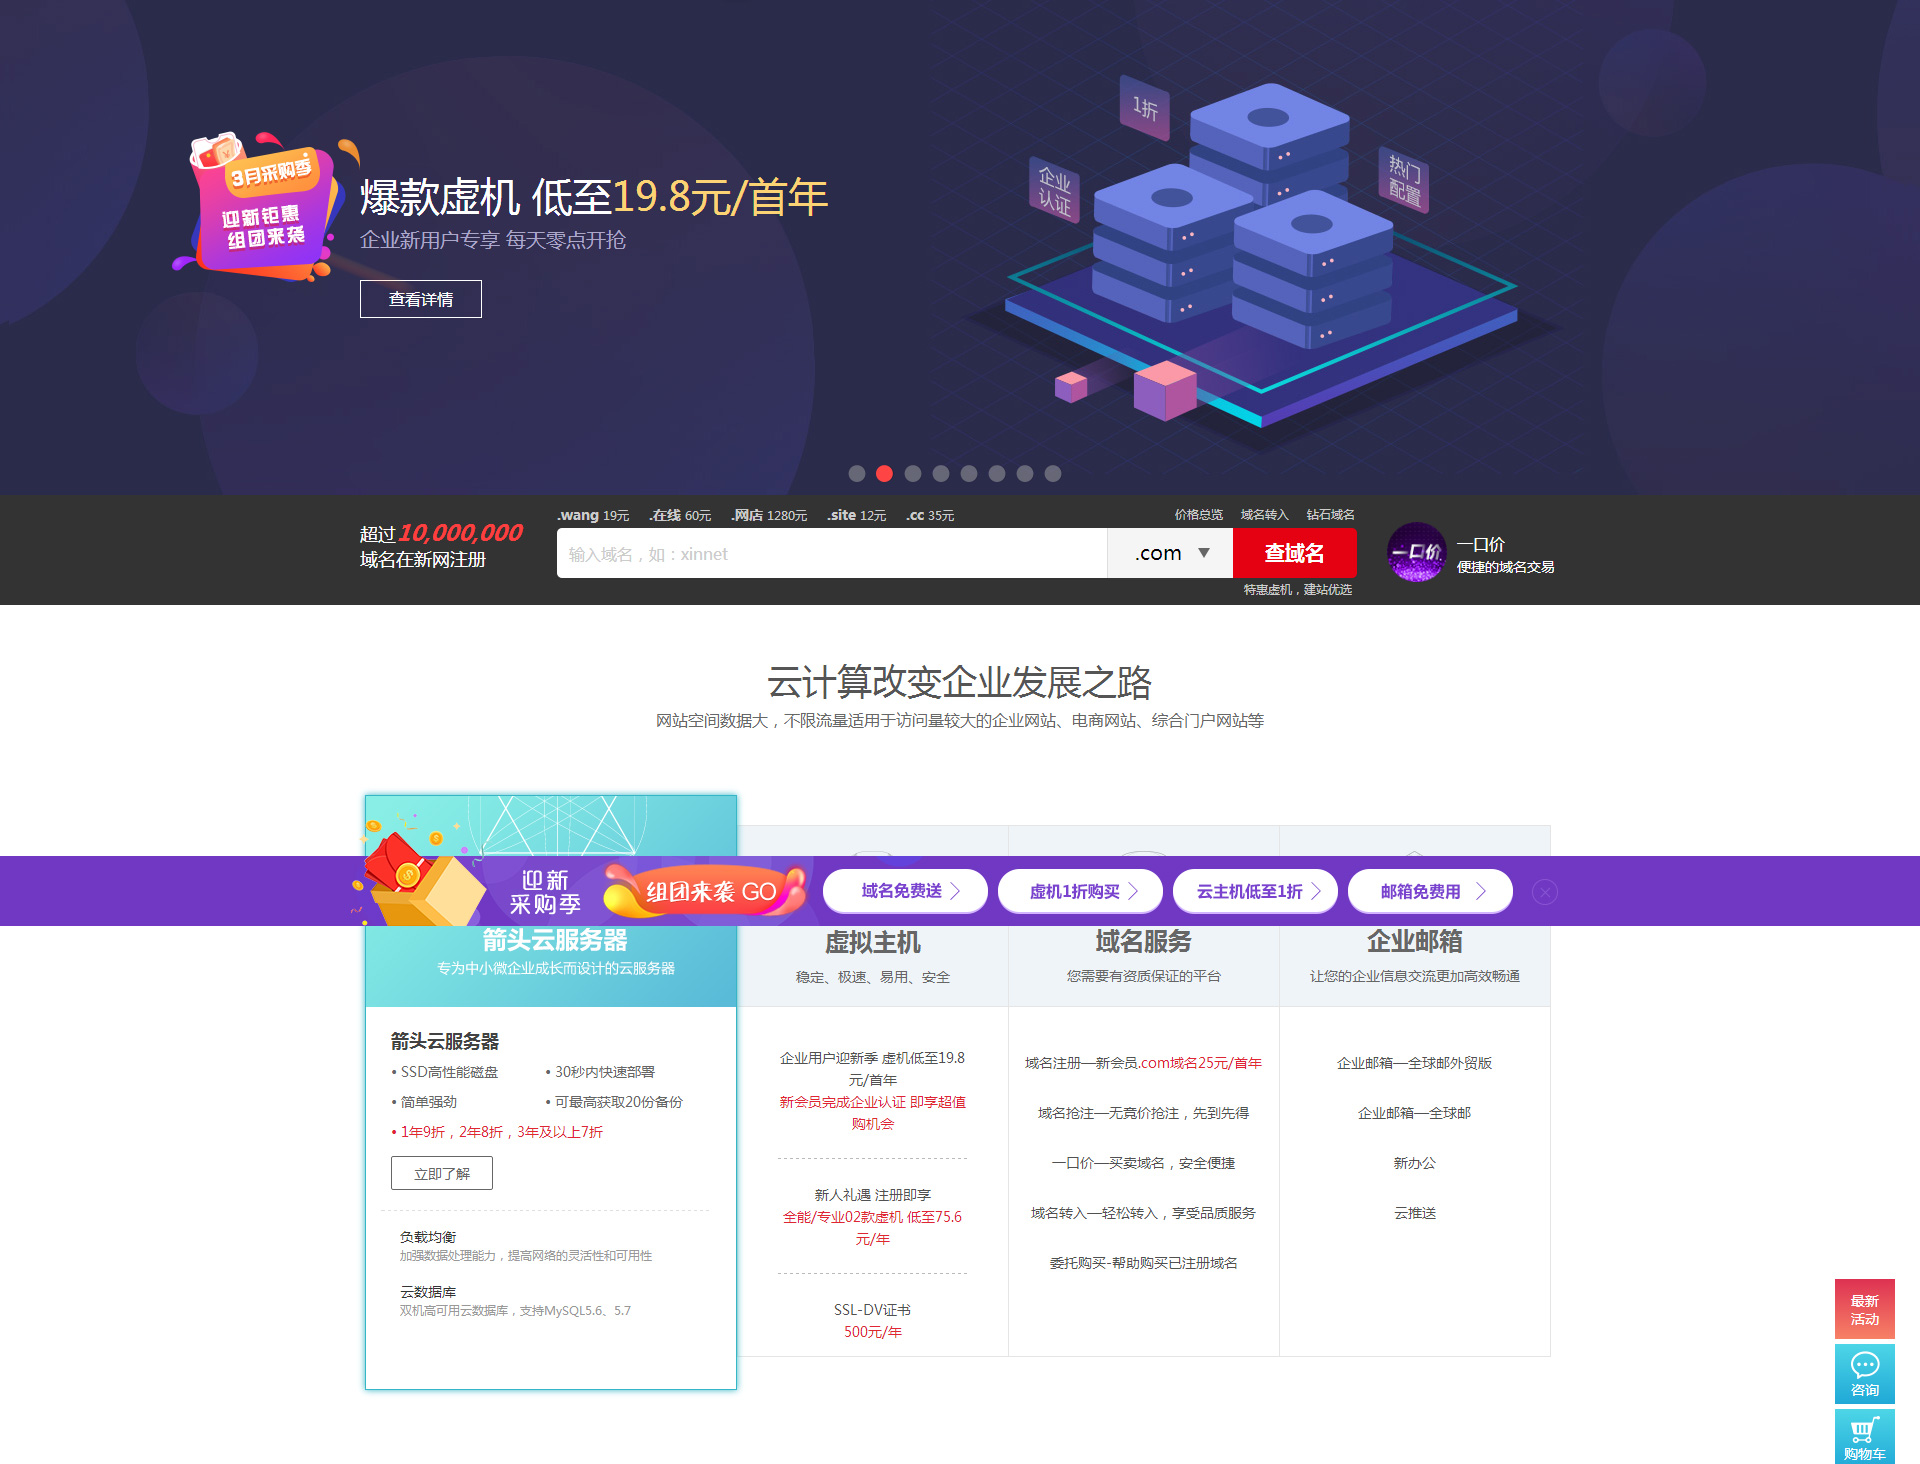 3月采购季
迎新钜惠
组团来袭
爆款虚机 低至19.8元/首年
企业新用户专享 每天零点开抢
查看详情
1折
企业
认证
热门
配置
超过10,000,000
域名在新网注册
.wang 19元 .在线 60元 .网店 1280元 .site 12元 .cc 35元
价格总览 域名转入 钻石域名
输入域名，如：xinnet
.com
查域名
特惠虚机，建站优选
一口价
一口价
便捷的域名交易
云计算改变企业发展之路
网站空间数据大，不限流量适用于访问量较大的企业网站、电商网站、综合门户网站等
迎新
采购季
组团来袭 GO
域名免费送
虚机1折购买
云主机低至1折
邮箱免费用
箭头云服务器
专为中小微企业成长而设计的云服务器
箭头云服务器
• SSD高性能磁盘
• 30秒内快速部署
• 简单强劲
• 可最高获取20份备份
• 1年9折，2年8折，3年及以上7折
立即了解
负载均衡
加强数据处理能力，提高网络的灵活性和可用性
云数据库
双机高可用云数据库，支持MySQL5.6、5.7
虚拟主机
稳定、极速、易用、安全
企业用户迎新季 虚机低至19.8
元/首年
新会员完成企业认证 即享超值
购机会
新人礼遇 注册即享
全能/专业02款虚机 低至75.6
元/年
SSL-DV证书
500元/年
域名服务
您需要有资质保证的平台
域名注册—新会员.com域名25元/首年
域名抢注—无竟价抢注，先到先得
一口价—买卖域名，安全便捷
域名转入—轻松转入，享受品质服务
委托购买-帮助购买已注册域名
企业邮箱
让您的企业信息交流更加高效畅通
企业邮箱—全球邮外贸版
企业邮箱—全球邮
新办公
云推送
最新
活动
咨询
购物车